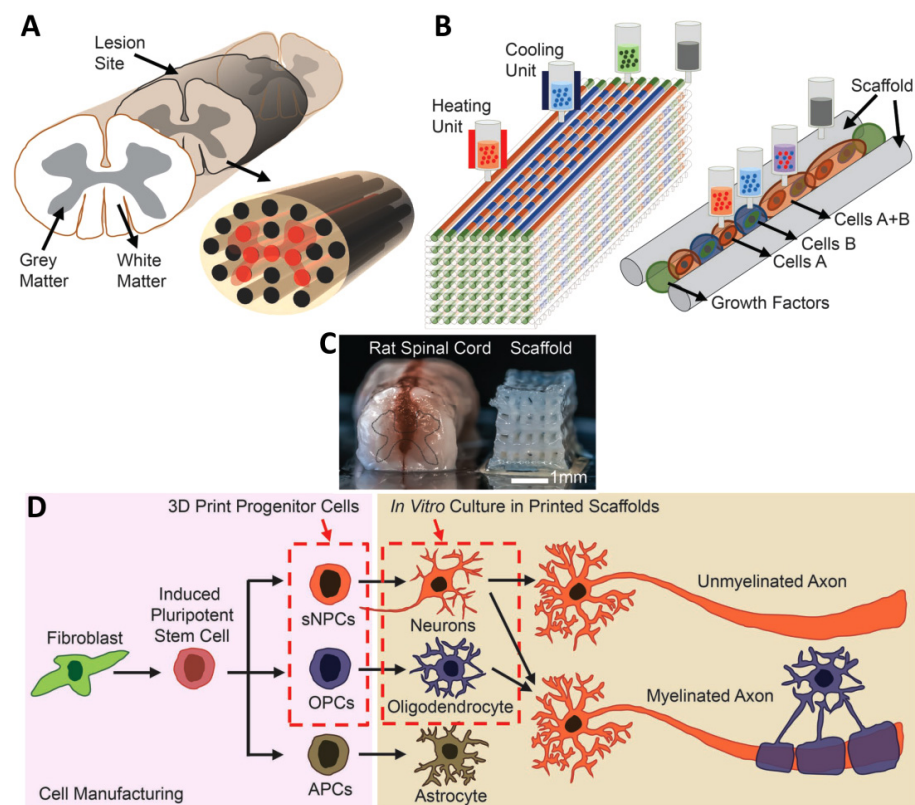 A
Lesion
Site
Grey
Matter
White
Matter
B
Cooling
Unit
Heating
Unit
Scaffold
Cells A+B
Cells B
Cells A
Growth Factors
C
Rat Spinal Cord
Scaffold
1mm
D
3D Print Progenitor Cells
In Vitro Culture in Printed Scaffolds
Induced
Pluripotent
Stem Cell
Fibroblast
sNPCs
Neurons
Unmyelinated Axon
OPCs
Oligodendrocyte
Myelinated Axon
APCs
Astrocyte
Cell Manufacturing